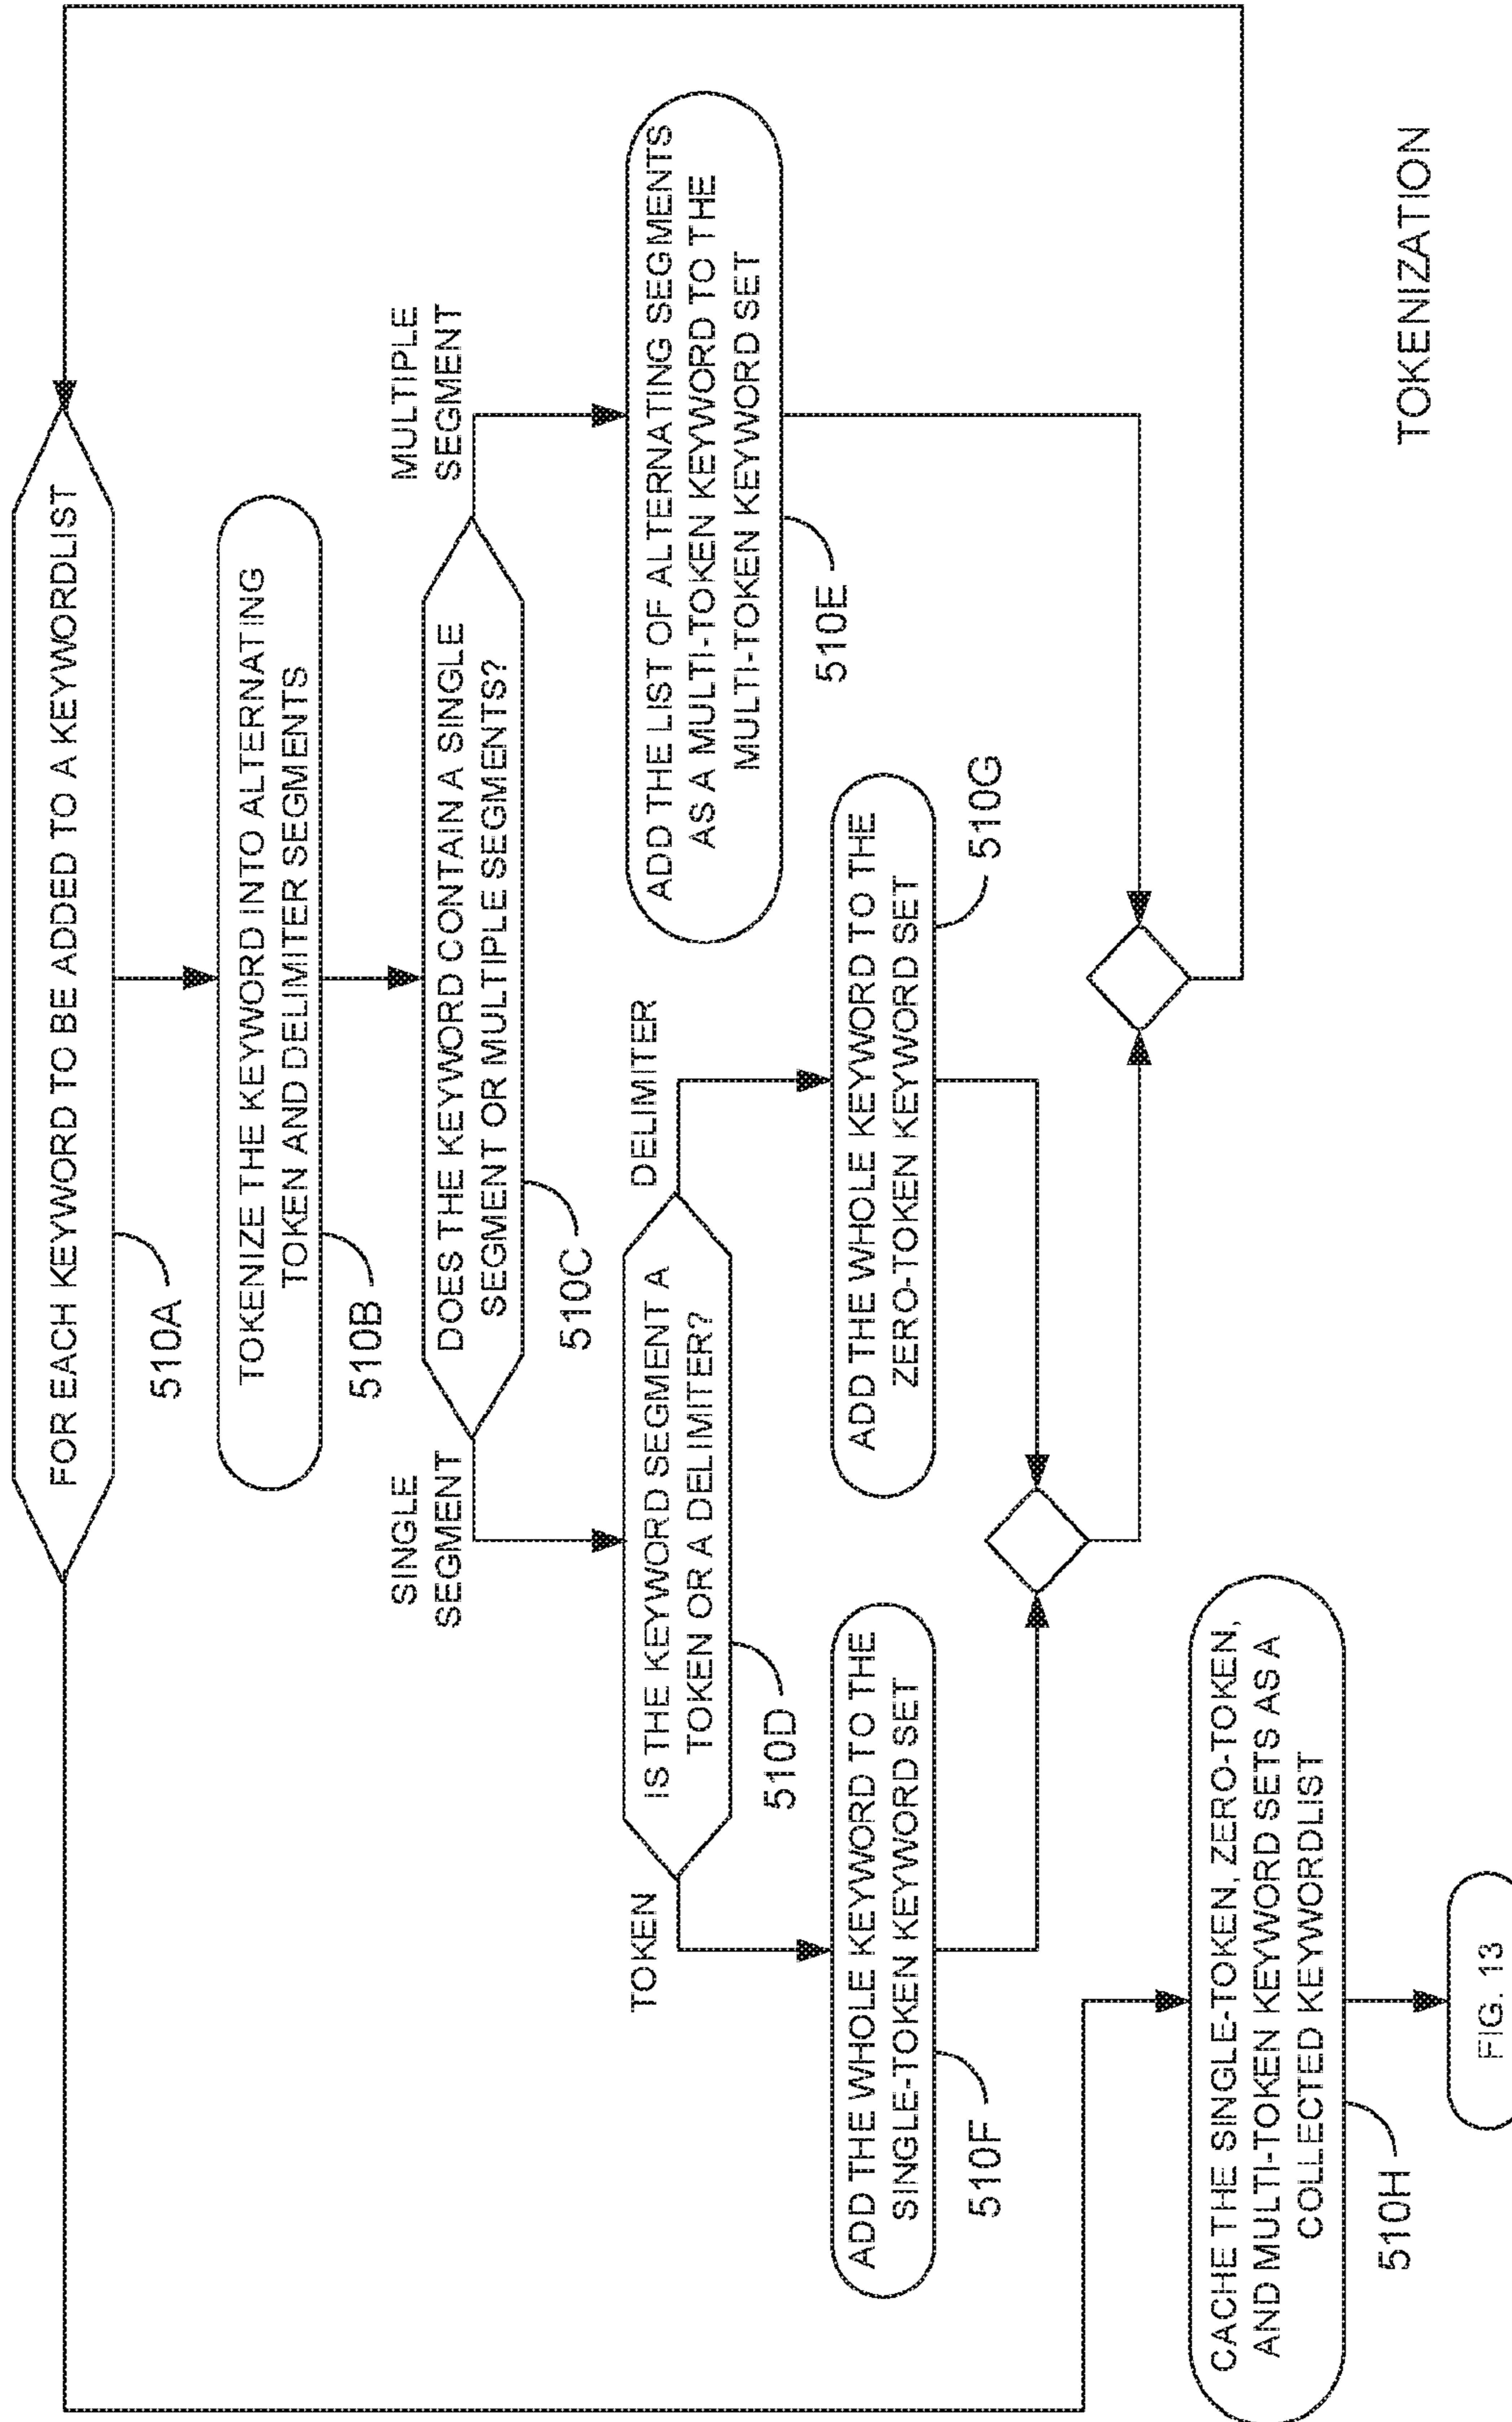 FOR EACH KEYWORD TO BE ADDED TO A KEYWORDLIST
510A
TOKENIZE THE KEYWORD INTO ALTERNATING
TOKEN AND DELIMITER SEGMENTS
510B
DOES THE KEYWORD CONTAIN A SINGLE
SEGMENT OR MULTIPLE SEGMENTS?
510C
SINGLE
SEGMENT
MULTIPLE
SEGMENT
IS THE KEYWORD SEGMENT A
TOKEN OR A DELIMITER?
510D
TOKEN
DELIMITER
ADD THE LIST OF ALTERNATING SEGMENTS
AS A MULTI-TOKEN KEYWORD TO THE
MULTI-TOKEN KEYWORD SET
510E
ADD THE WHOLE KEYWORD TO THE
SINGLE-TOKEN KEYWORD SET
510F
ADD THE WHOLE KEYWORD TO THE
ZERO-TOKEN KEYWORD SET
510G
CACHE THE SINGLE-TOKEN, ZERO-TOKEN,
AND MULTI-TOKEN KEYWORD SETS AS A
COLLECTED KEYWORDLIST
510H
FIG. 13
TOKENIZATION